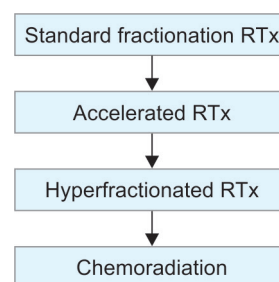 Standard fractionation RTx
Accelerated RTx
Hyperfractionated RTx
Chemoradiation